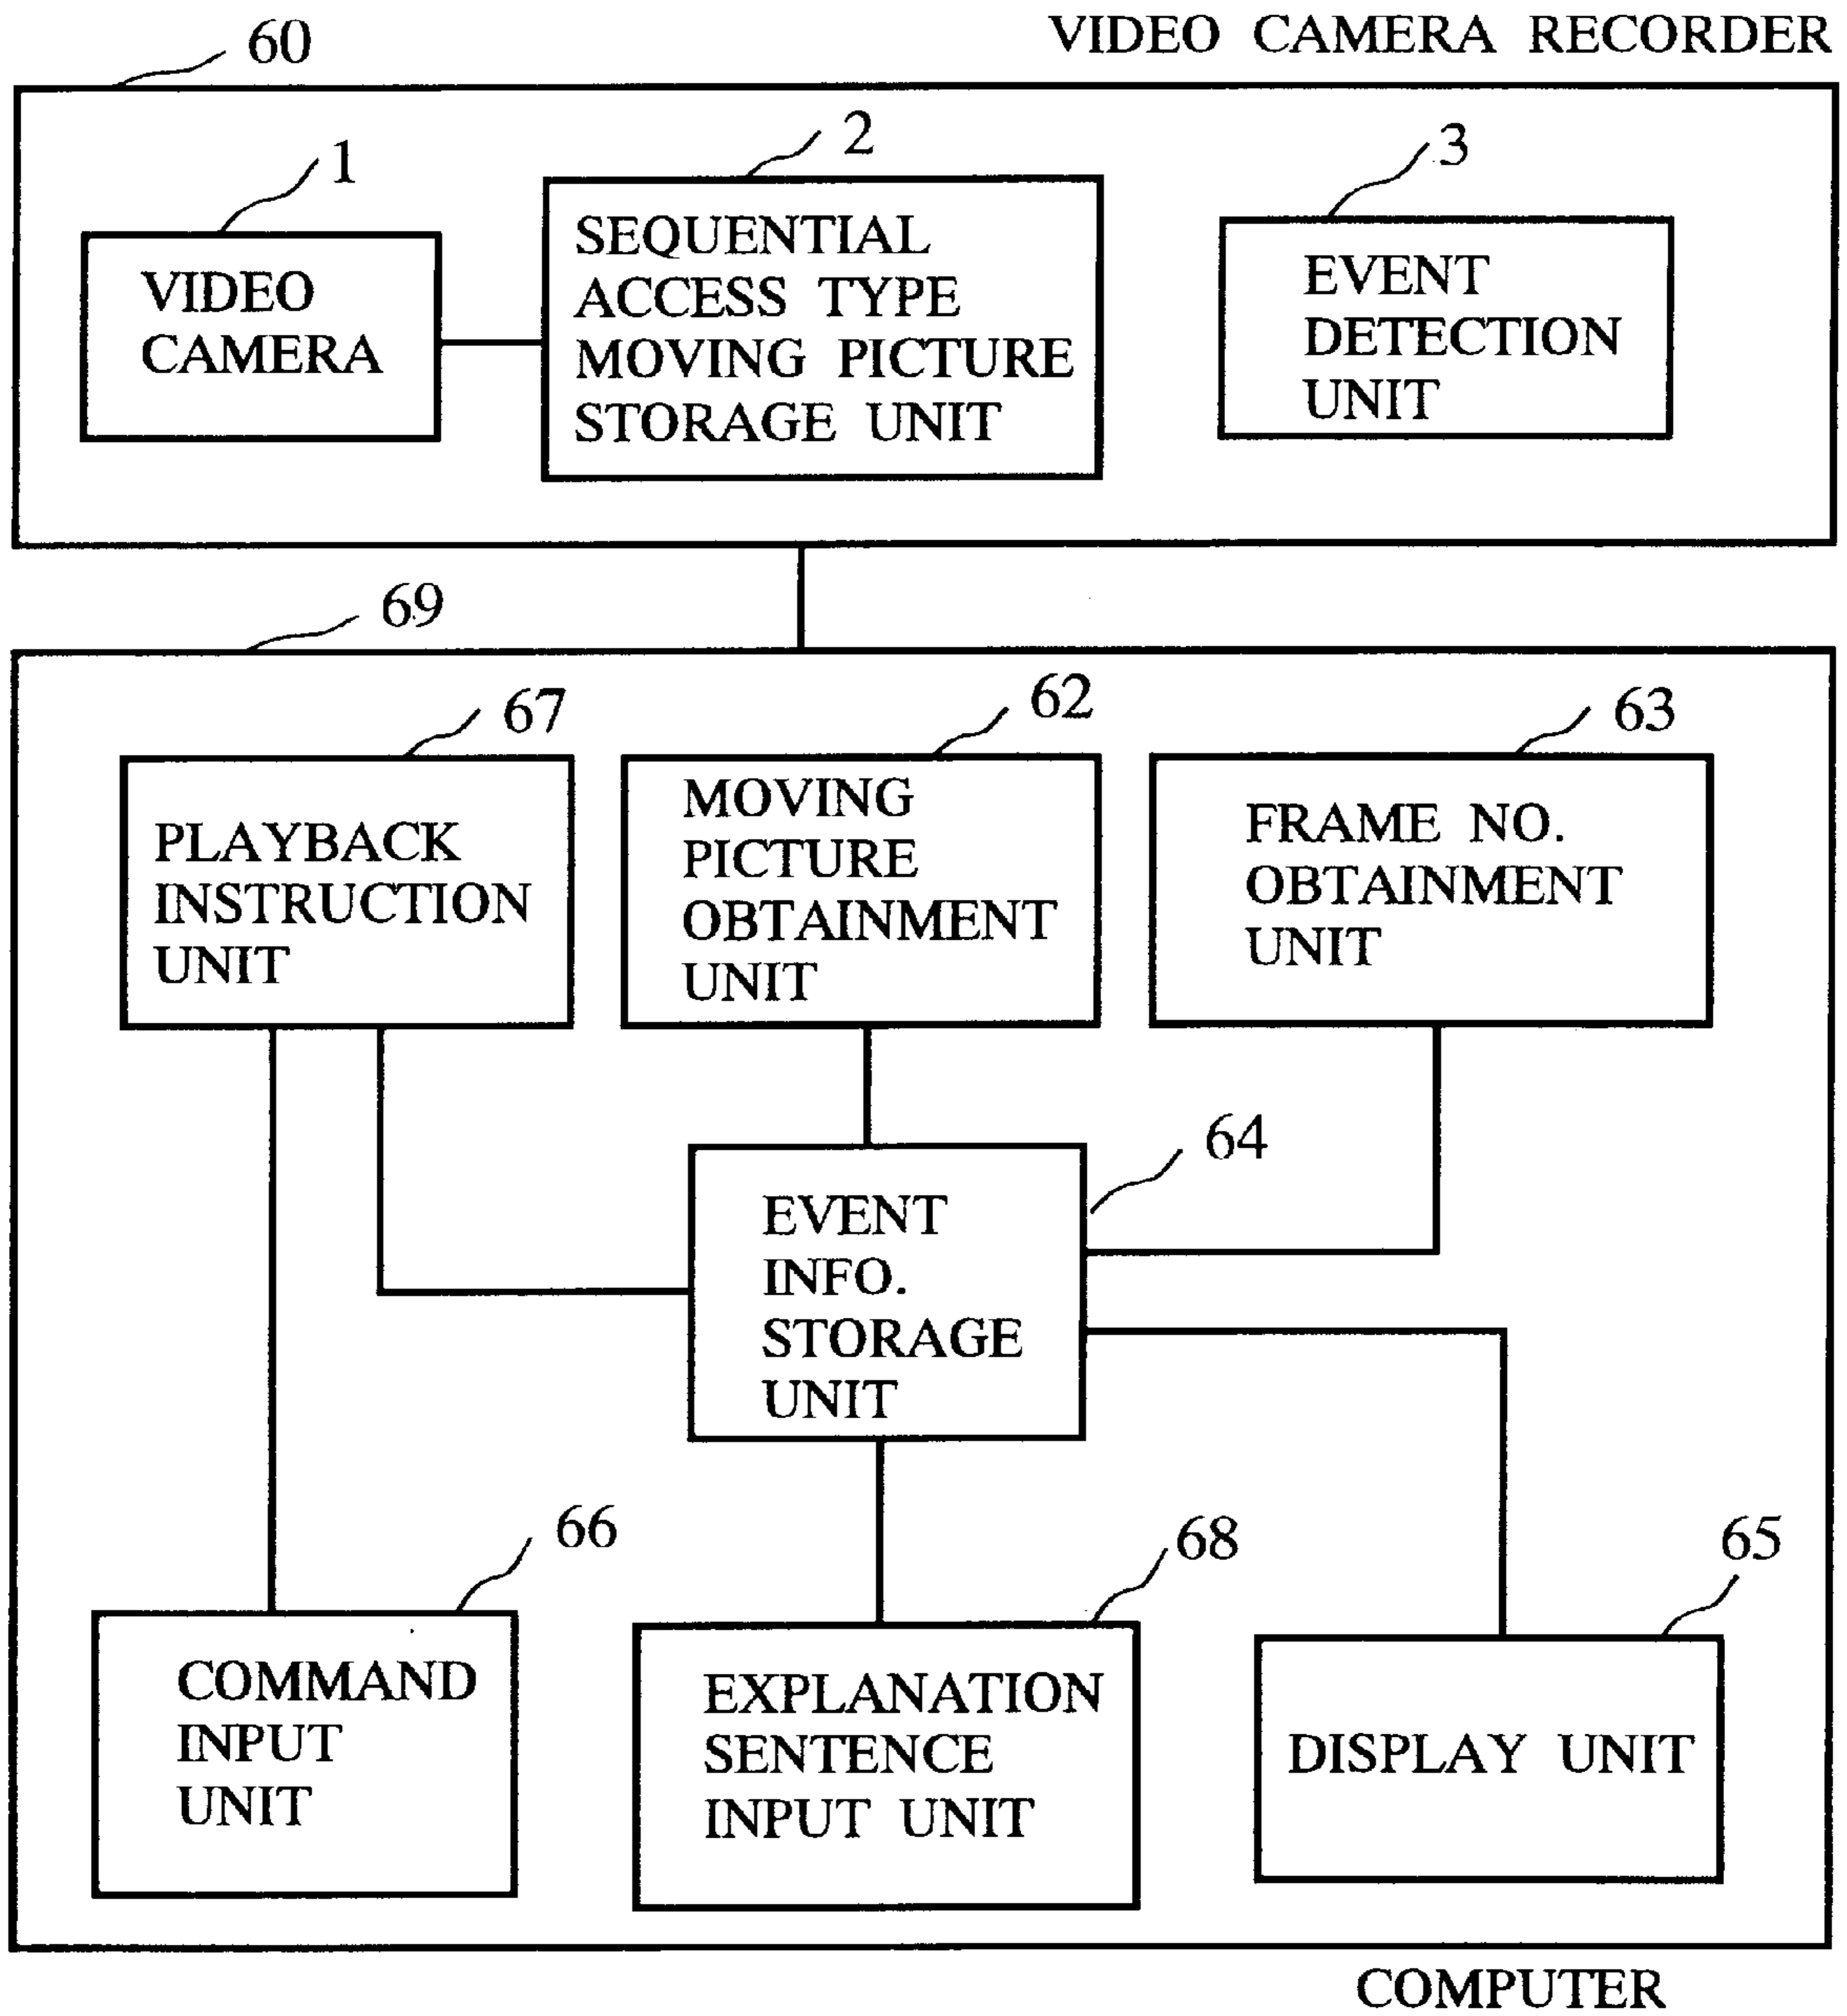 60
VIDEO CAMERA RECORDER
1
2
3
VIDEO
CAMERA
SEQUENTIAL
ACCESS TYPE
MOVING PICTURE
STORAGE UNIT
EVENT
DETECTION
UNIT
69
67
62
63
PLAYBACK
INSTRUCTION
UNIT
MOVING
PICTURE
OBTAINMENT
UNIT
FRAME NO.
OBTAINMENT
UNIT
64
EVENT
INFO.
STORAGE
UNIT
66
68
65
COMMAND
INPUT
UNIT
EXPLANATION
SENTENCE
INPUT UNIT
DISPLAY UNIT
COMPUTER